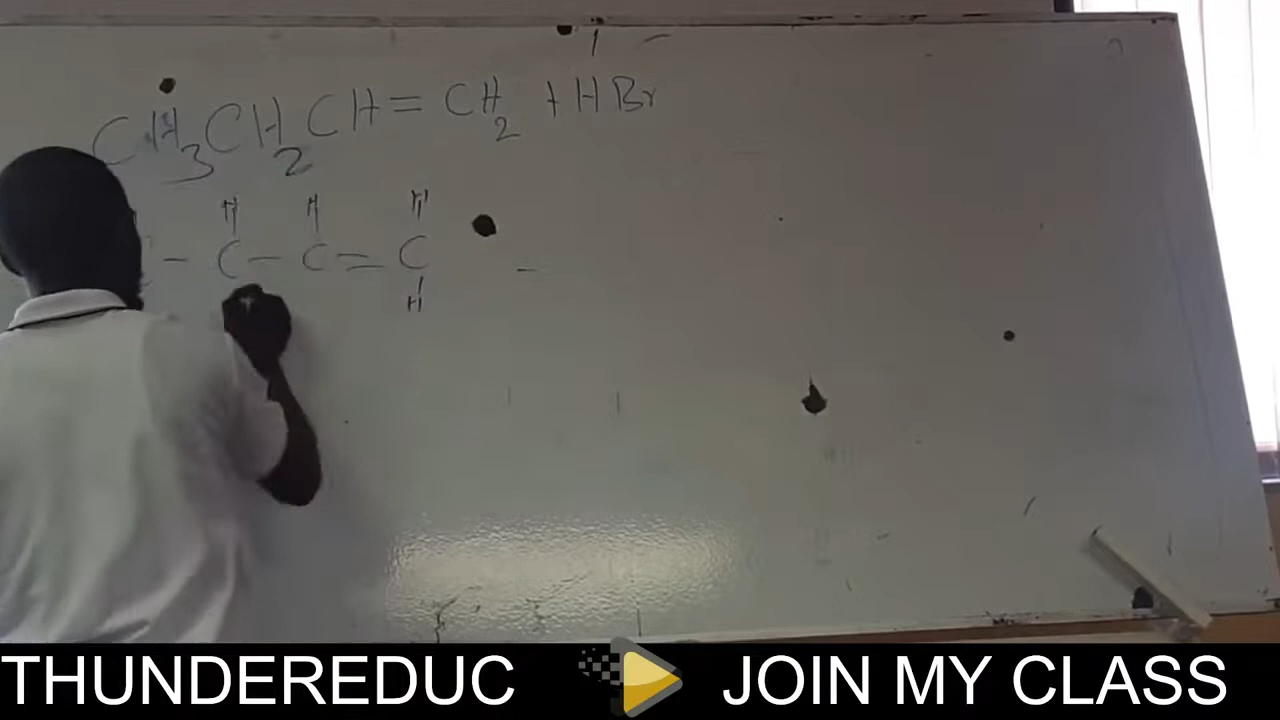 CH3CH2CH=CH2 + HBr
H H H
- C - C = C
H
THUNDEREDUC JOIN MY CLASS